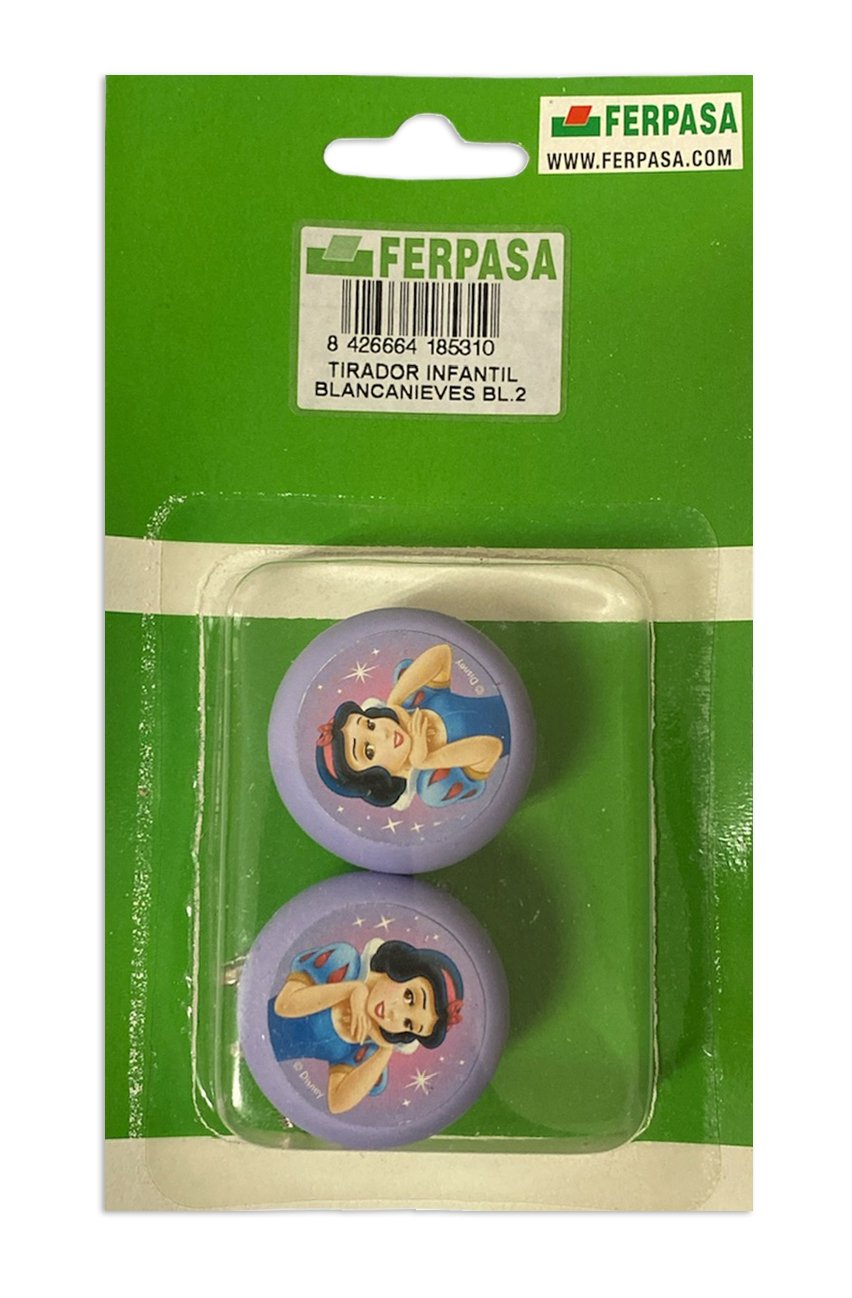 FERPASA
WWW.FERPASA.COM
FERPASA
8 426664 185310
TIRADOR INFANTIL
BLANCANIEVES BL.2
© Disney
© Disney